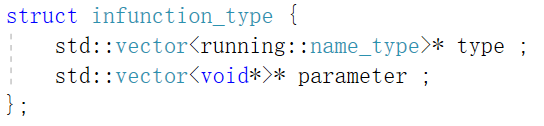 struct infunction_type {
    std::vector<running::name_type>* type ;
    std::vector<void*>* parameter ;
};